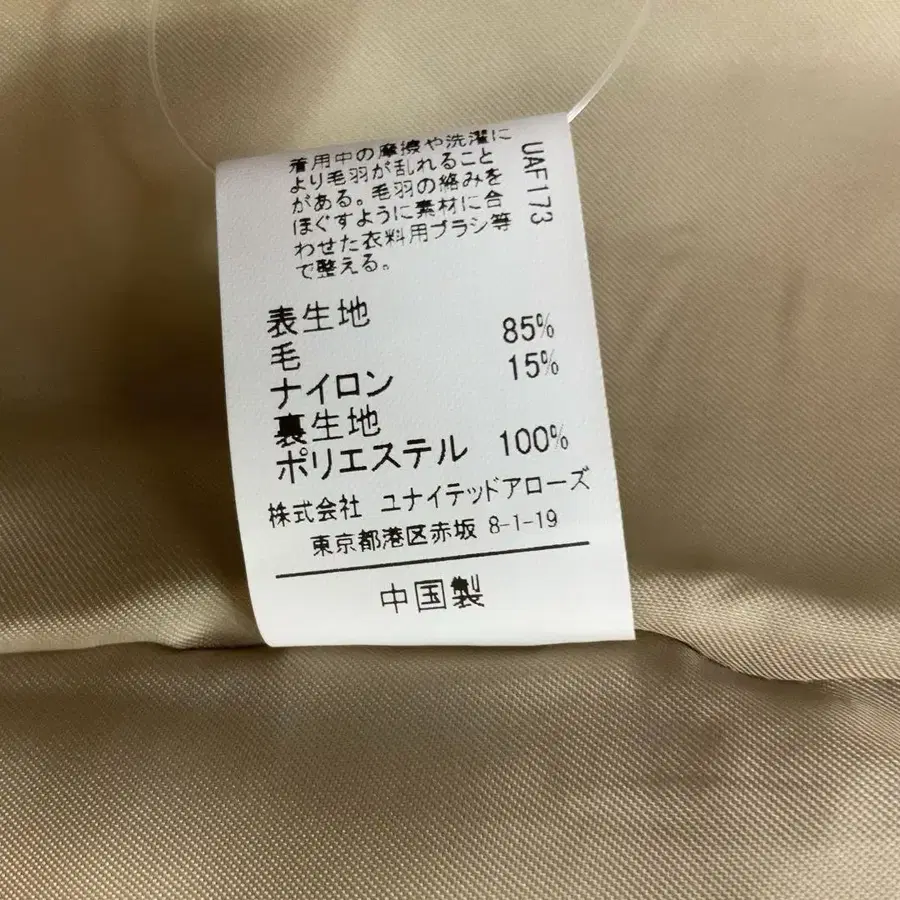 着用中の摩擦や洗濯に
より毛羽が乱れること
がある。毛羽の絡みを
ほぐすように素材に合
わせた衣料用ブラシ等
で整える。
UAF173
表生地
毛 85%
ナイロン 15%
裏生地
ポリエステル 100%
株式会社 ユナイテッドアローズ
東京都港区赤坂 8-1-19
中国製